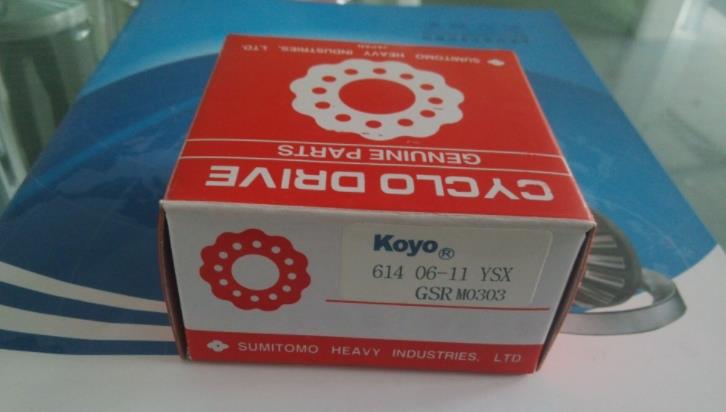 SUMITOMO HEAVY INDUSTRIES, LTD.
JAPAN
GENUINE PARTS
CYCLO DRIVE
Koyo®
614 06-11 YSX
GSR M0303
SUMITOMO HEAVY INDUSTRIES, LTD